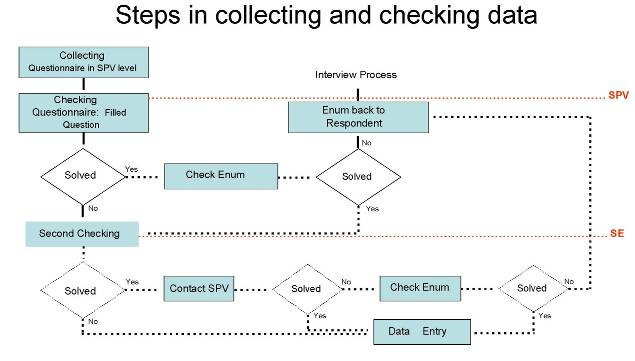 Steps in collecting and checking data
Collecting
Questionnaire in SPV level
Interview Process
SPV
Checking
Questionnaire: Filled
Question
Enum back to
Respondent
No
Solved
Yes
Check Enum
Solved
No
Yes
Second Checking
SE
Solved
Yes
Contact SPV
Solved
No
Check Enum
Solved
No
No
Yes
Yes
Data Entry